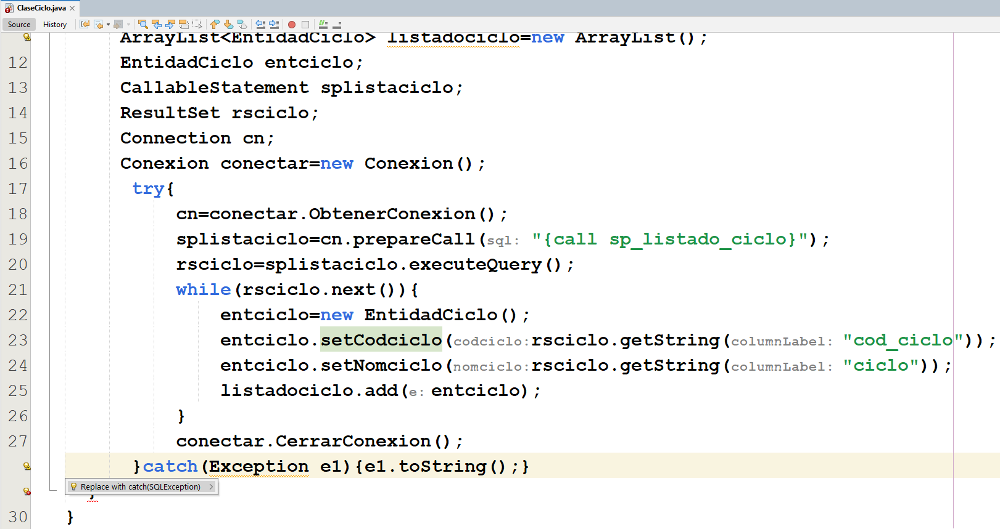 ClaseCiclo.java
Source History
ArrayList<EntidadCiclo> listadociclo=new ArrayList();
12 EntidadCiclo entciclo;
13 CallableStatement splistaciclo;
14 ResultSet rsciclo;
15 Connection cn;
16 Conexion conectar=new Conexion();
17 try{
18 cn=conectar.ObtenerConexion();
19 splistaciclo=cn.prepareCall(sql: "{call sp_listado_ciclo}");
20 rsciclo=splistaciclo.executeQuery();
21 while(rsciclo.next()){
22 entciclo=new EntidadCiclo();
23 entciclo.setCodciclo(codciclo:rsciclo.getString(columnLabel: "cod_ciclo"));
24 entciclo.setNomciclo(nomciclo:rsciclo.getString(columnLabel: "ciclo"));
25 listadociclo.add(e: entciclo);
26 }
27 conectar.CerrarConexion();
}catch(Exception e1){e1.toString();}
Replace with catch(SQLException)
}
30 }